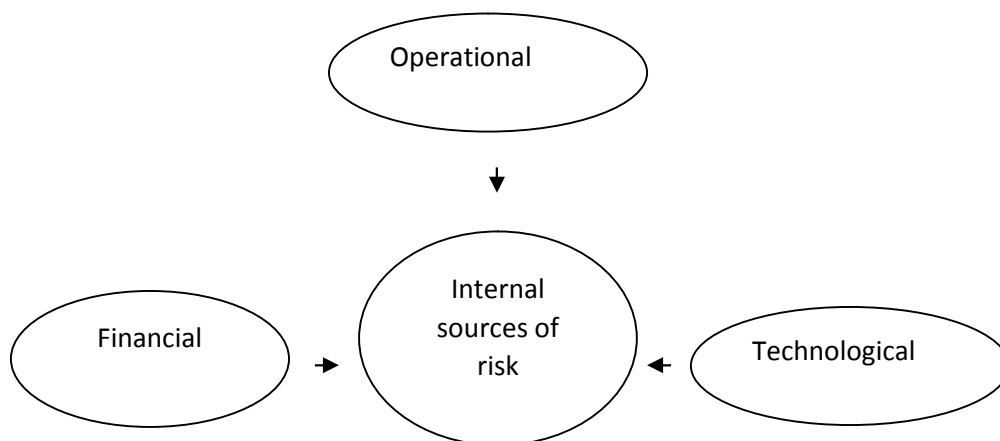 Operational
Internal
sources of
risk
Financial
Technological